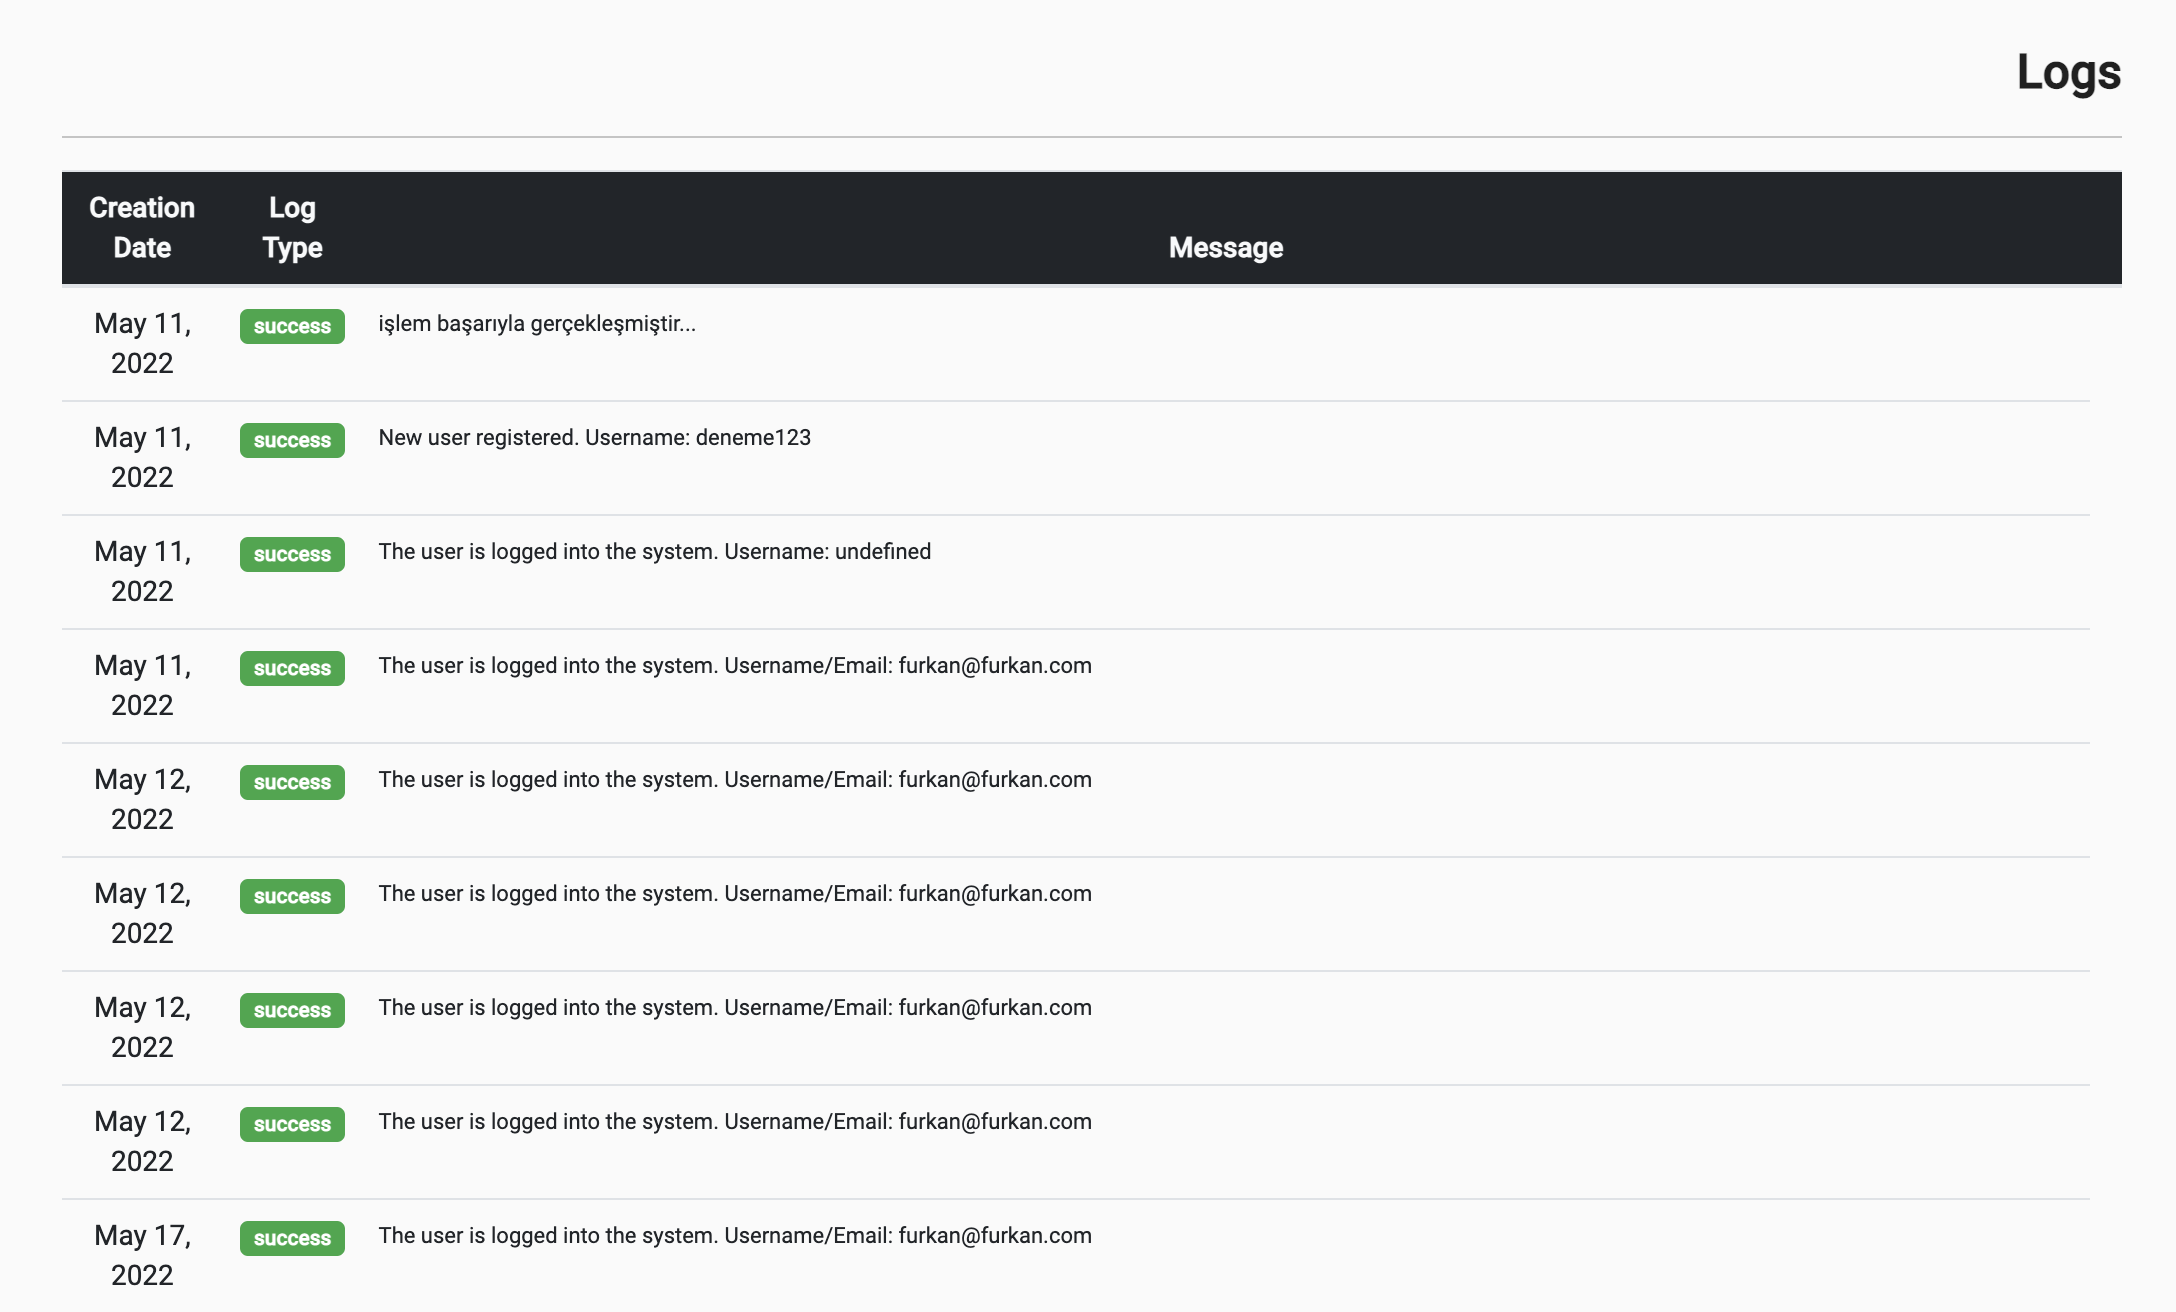 Logs
Creation Date Log Type Message
May 11, 2022 success işlem başarıyla gerçekleşmiştir...
May 11, 2022 success New user registered. Username: deneme123
May 11, 2022 success The user is logged into the system. Username: undefined
May 11, 2022 success The user is logged into the system. Username/Email: furkan@furkan.com
May 12, 2022 success The user is logged into the system. Username/Email: furkan@furkan.com
May 12, 2022 success The user is logged into the system. Username/Email: furkan@furkan.com
May 12, 2022 success The user is logged into the system. Username/Email: furkan@furkan.com
May 12, 2022 success The user is logged into the system. Username/Email: furkan@furkan.com
May 17, 2022 success The user is logged into the system. Username/Email: furkan@furkan.com